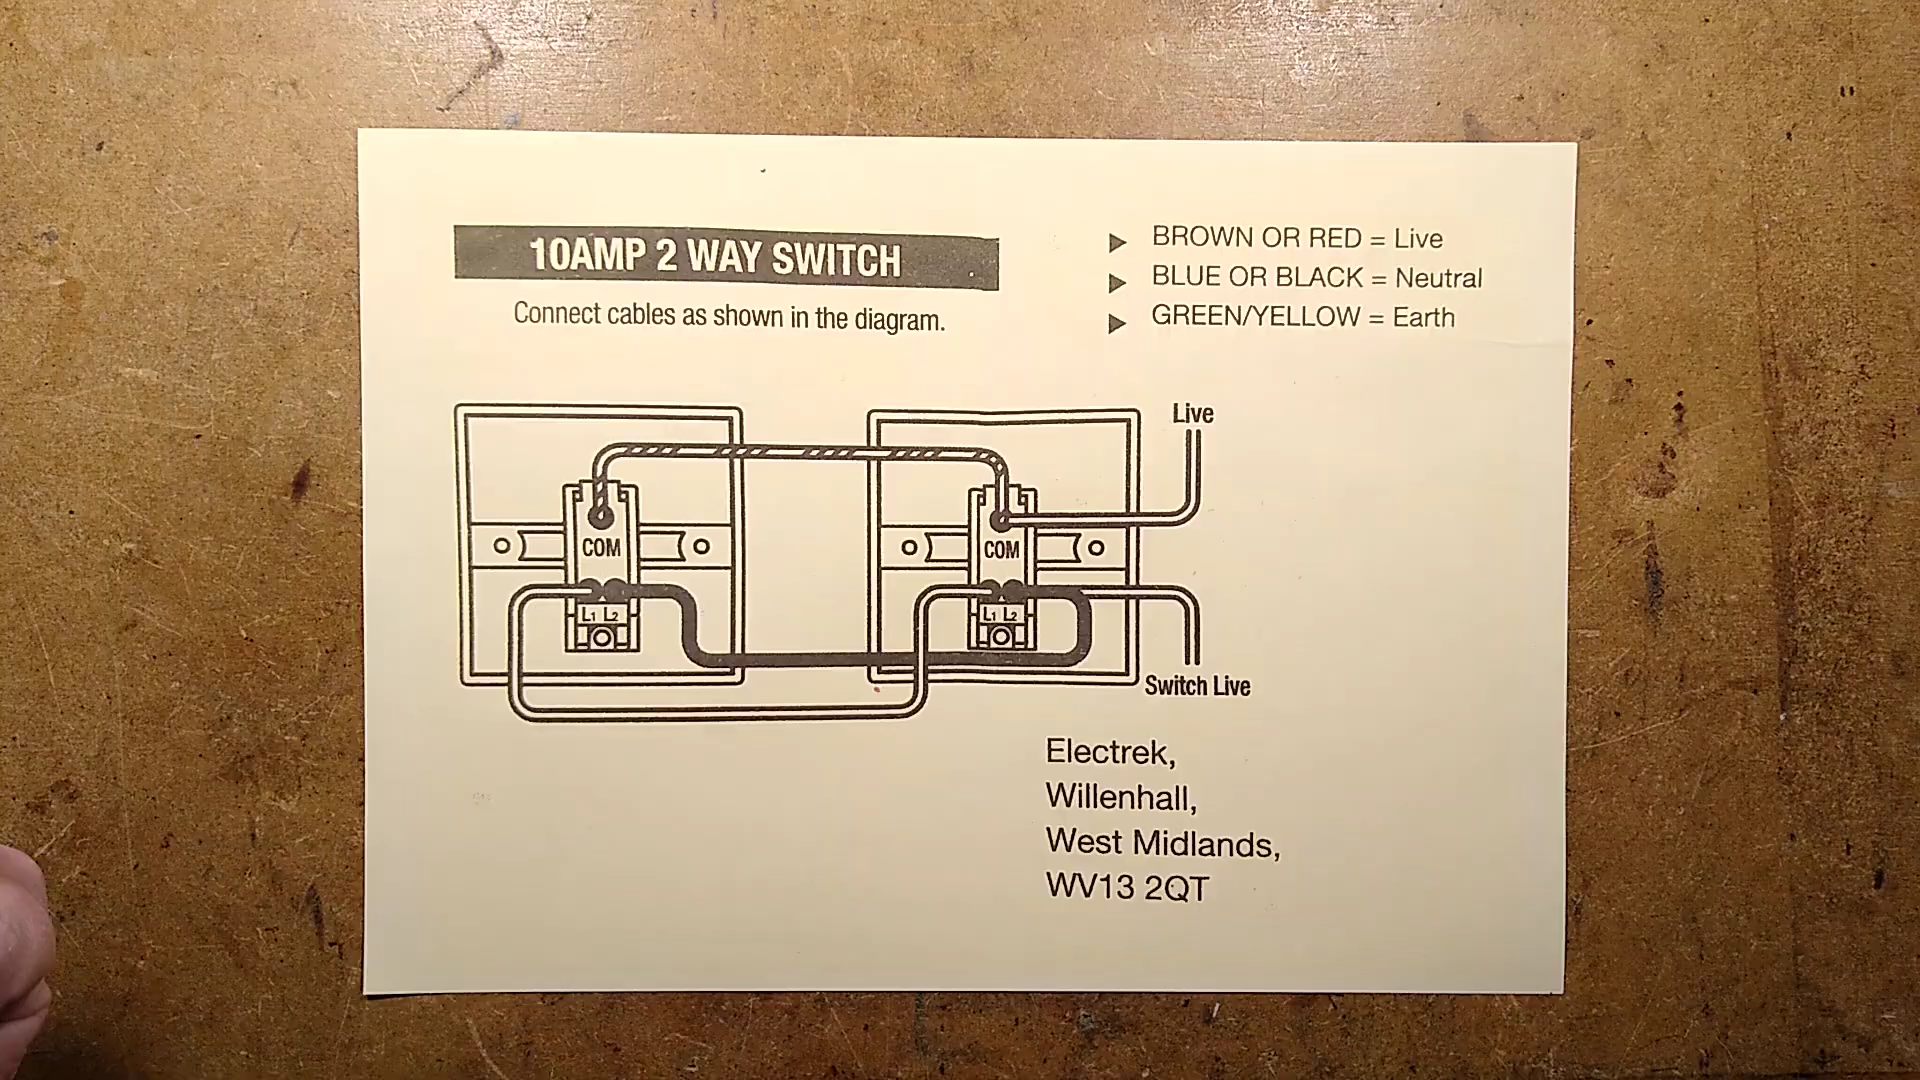 10AMP 2 WAY SWITCH
Connect cables as shown in the diagram.
BROWN OR RED = Live
BLUE OR BLACK = Neutral
GREEN/YELLOW = Earth
Live
COM
COM
L1 L2
L1 L2
Switch Live
Electrek,
Willenhall,
West Midlands,
WV13 2QT